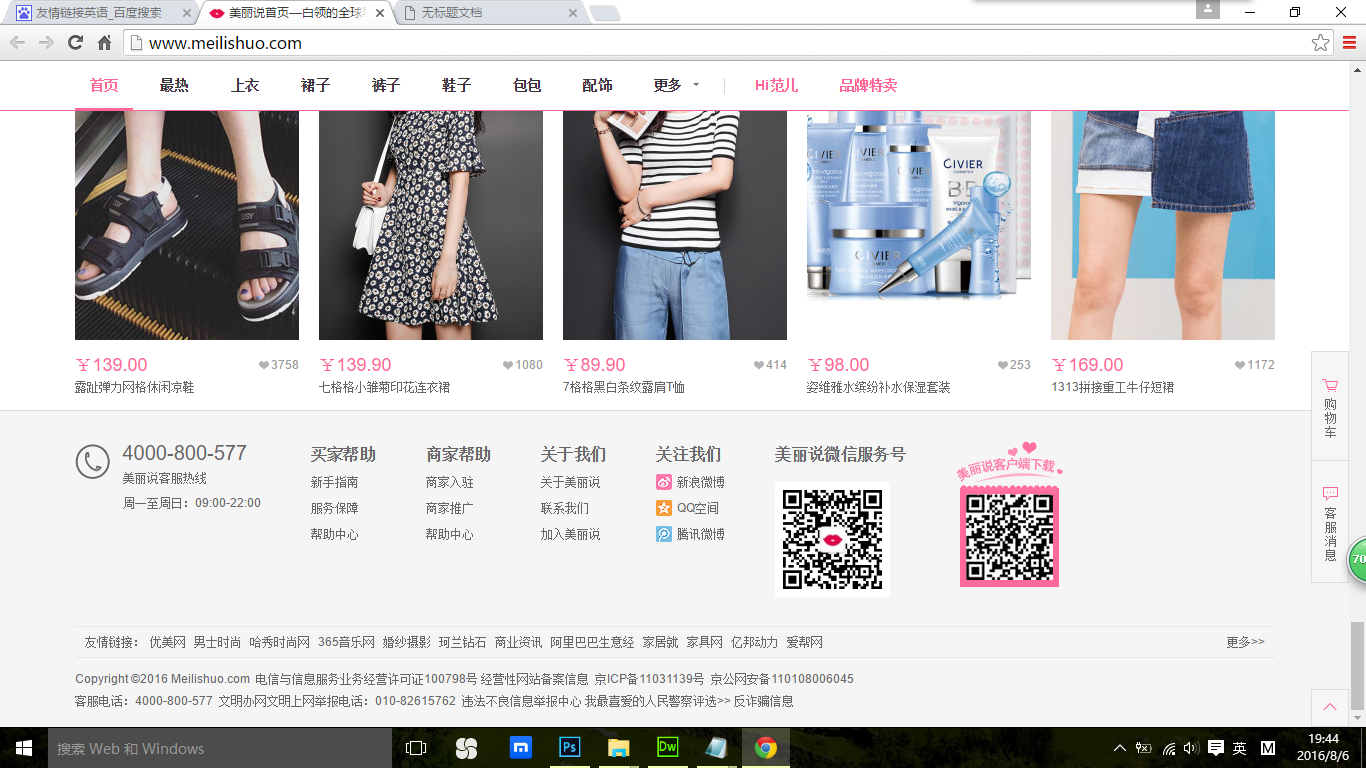 友情链接英语_百度搜索
美丽说首页—白领的全球
无标题文档
www.meilishuo.com
首页 最热 上衣 裙子 裤子 鞋子 包包 配饰 更多 Hi范儿 品牌特卖
CIVIER
CIVIER
BB
CIVIER
¥139.00 3758 ¥139.90 1080 ¥89.90 414 ¥98.00 253 ¥169.00 1172
露趾弹力网格休闲凉鞋 七格格小雏菊印花连衣裙 7格格黑白条纹露肩T恤 姿维雅水缤纷补水保湿套装 1313拼接重工牛仔短裙
购物车
客服消息
70
4000-800-577
美丽说客服热线
周一至周日：09:00-22:00
买家帮助
新手指南
服务保障
帮助中心
商家帮助
商家入驻
商家推广
帮助中心
关于我们
关于美丽说
联系我们
加入美丽说
关注我们
新浪微博
QQ空间
腾讯微博
美丽说微信服务号
美丽说客户端下载
友情链接： 优美网 男士时尚 哈秀时尚网 365音乐网 婚纱摄影 珂兰钻石 商业资讯 阿里巴巴生意经 家居就 家具网 亿邦动力 爱帮网 更多>>
Copyright ©2016 Meilishuo.com 电信与信息服务业务经营许可证100798号 经营性网站备案信息 京ICP备11031139号 京公网安备110108006045
客服电话：4000-800-577 文明办网文明上网举报电话：010-82615762 违法不良信息举报中心 我最喜爱的人民警察评选>> 反诈骗信息
搜索 Web 和 Windows
Ps
Dw
英
M
19:44
2016/8/6